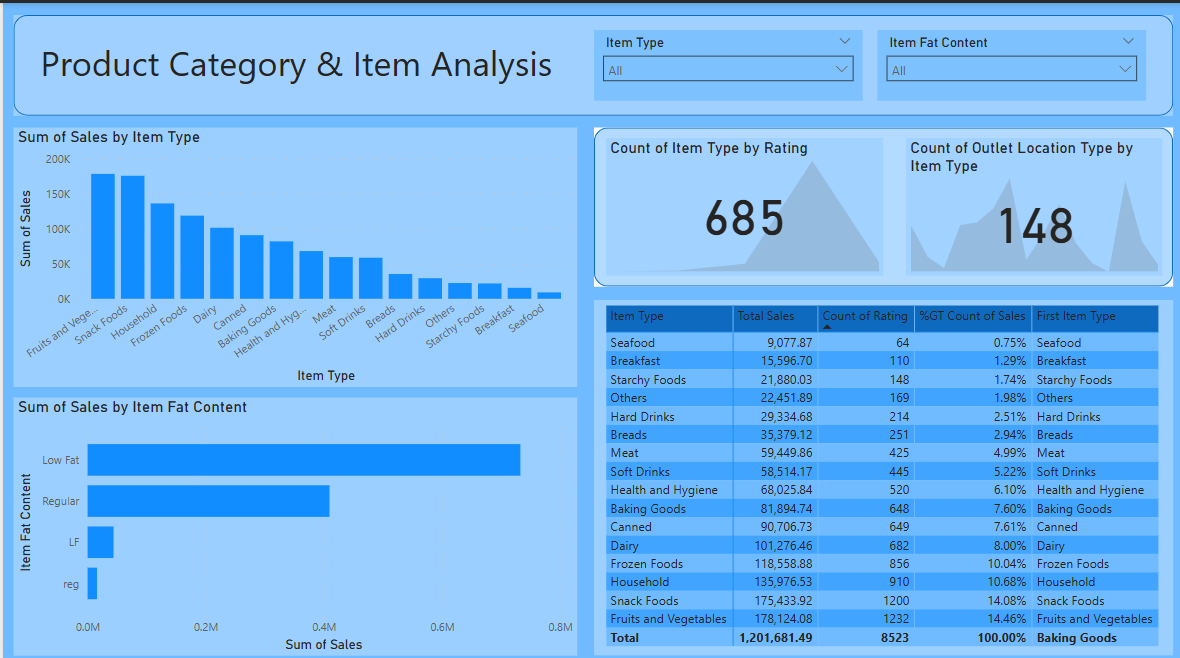 Product Category & Item Analysis
Item Type
All
Item Fat Content
All
Sum of Sales by Item Type
Sum of Sales
200K
150K
100K
50K
0K
Fruits and Vege...
Snack Foods
Household
Frozen Foods
Dairy
Canned
Baking Goods
Health and Hyg...
Meat
Soft Drinks
Breads
Hard Drinks
Others
Starchy Foods
Breakfast
Seafood
Item Type
Sum of Sales by Item Fat Content
Item Fat Content
Low Fat
Regular
LF
reg
0.0M 0.2M 0.4M 0.6M 0.8M
Sum of Sales
Count of Item Type by Rating
685
Count of Outlet Location Type by
Item Type
148
Item Type Total Sales Count of Rating %GT Count of Sales First Item Type
Seafood 9,077.87 64 0.75% Seafood
Breakfast 15,596.70 110 1.29% Breakfast
Starchy Foods 21,880.03 148 1.74% Starchy Foods
Others 22,451.89 169 1.98% Others
Hard Drinks 29,334.68 214 2.51% Hard Drinks
Breads 35,379.12 251 2.94% Breads
Meat 59,449.86 425 4.99% Meat
Soft Drinks 58,514.17 445 5.22% Soft Drinks
Health and Hygiene 68,025.84 520 6.10% Health and Hygiene
Baking Goods 81,894.74 648 7.60% Baking Goods
Canned 90,706.73 649 7.61% Canned
Dairy 101,276.46 682 8.00% Dairy
Frozen Foods 118,558.88 856 10.04% Frozen Foods
Household 135,976.53 910 10.68% Household
Snack Foods 175,433.92 1200 14.08% Snack Foods
Fruits and Vegetables 178,124.08 1232 14.46% Fruits and Vegetables
Total 1,201,681.49 8523 100.00% Baking Goods